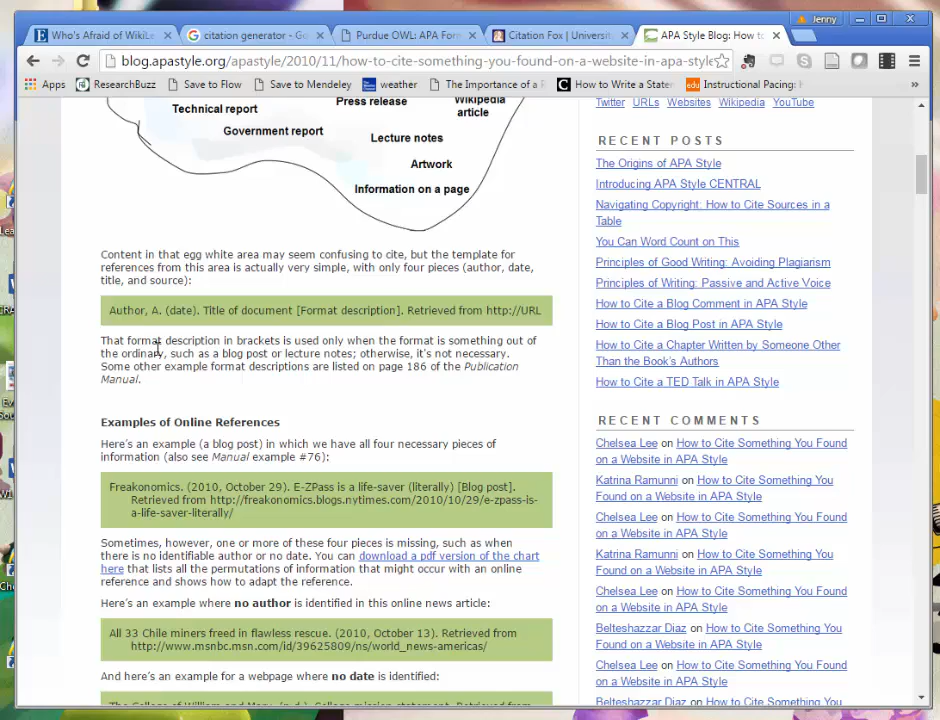 Jenny
Who's Afraid of WikiLe
citation generator - Go
Purdue OWL: APA Form
Citation Fox | Universit
APA Style Blog: How to
blog.apastyle.org/apastyle/2010/11/how-to-cite-something-you-found-on-a-website-in-apa-style
Apps
ResearchBuzz
Save to Flow
Save to Mendeley
weather
The Importance of a
How to Write a Stater
Instructional Pacing:
»
Technical report
Press release
Wikipedia
article
Government report
Lecture notes
Artwork
Information on a page
Content in that egg white area may seem confusing to cite, but the template for
references from this area is actually very simple, with only four pieces (author, date,
title, and source):
Author, A. (date). Title of document [Format description]. Retrieved from http://URL
That format description in brackets is used only when the format is something out of
the ordinary, such as a blog post or lecture notes; otherwise, it's not necessary.
Some other example format descriptions are listed on page 186 of the Publication
Manual.
Examples of Online References
Here's an example (a blog post) in which we have all four necessary pieces of
information (also see Manual example #76):
Freakonomics. (2010, October 29). E-ZPass is a life-saver (literally) [Blog post].
Retrieved from http://freakonomics.blogs.nytimes.com/2010/10/29/e-zpass-is-
a-life-saver-literally/
Sometimes, however, one or more of these four pieces is missing, such as when
there is no identifiable author or no date. You can download a pdf version of the chart
here that lists all the permutations of information that might occur with an online
reference and shows how to adapt the reference.
Here's an example where no author is identified in this online news article:
All 33 Chile miners freed in flawless rescue. (2010, October 13). Retrieved from
http://www.msnbc.msn.com/id/39625809/ns/world_news-americas/
And here's an example for a webpage where no date is identified:
The College of William and Mary. (n.d.). College mission statement. Retrieved from
Twitter URLs Websites Wikipedia YouTube
RECENT POSTS
The Origins of APA Style
Introducing APA Style CENTRAL
Navigating Copyright: How to Cite Sources in a
Table
You Can Word Count on This
Principles of Good Writing: Avoiding Plagiarism
Principles of Writing: Passive and Active Voice
How to Cite a Blog Comment in APA Style
How to Cite a Blog Post in APA Style
How to Cite a Chapter Written by Someone Other
Than the Book's Authors
How to Cite a TED Talk in APA Style
RECENT COMMENTS
Chelsea Lee on How to Cite Something You Found
on a Website in APA Style
Katrina Ramunni on How to Cite Something You
Found on a Website in APA Style
Chelsea Lee on How to Cite Something You Found
on a Website in APA Style
Katrina Ramunni on How to Cite Something You
Found on a Website in APA Style
Chelsea Lee on How to Cite Something You Found
on a Website in APA Style
Belteshazzar Diaz on How to Cite Something You
Found on a Website in APA Style
Chelsea Lee on How to Cite Something You Found
on a Website in APA Style
Belteshazzar Diaz on How to Cite Something You